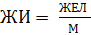 ЖИ = ЖЕЛ / М